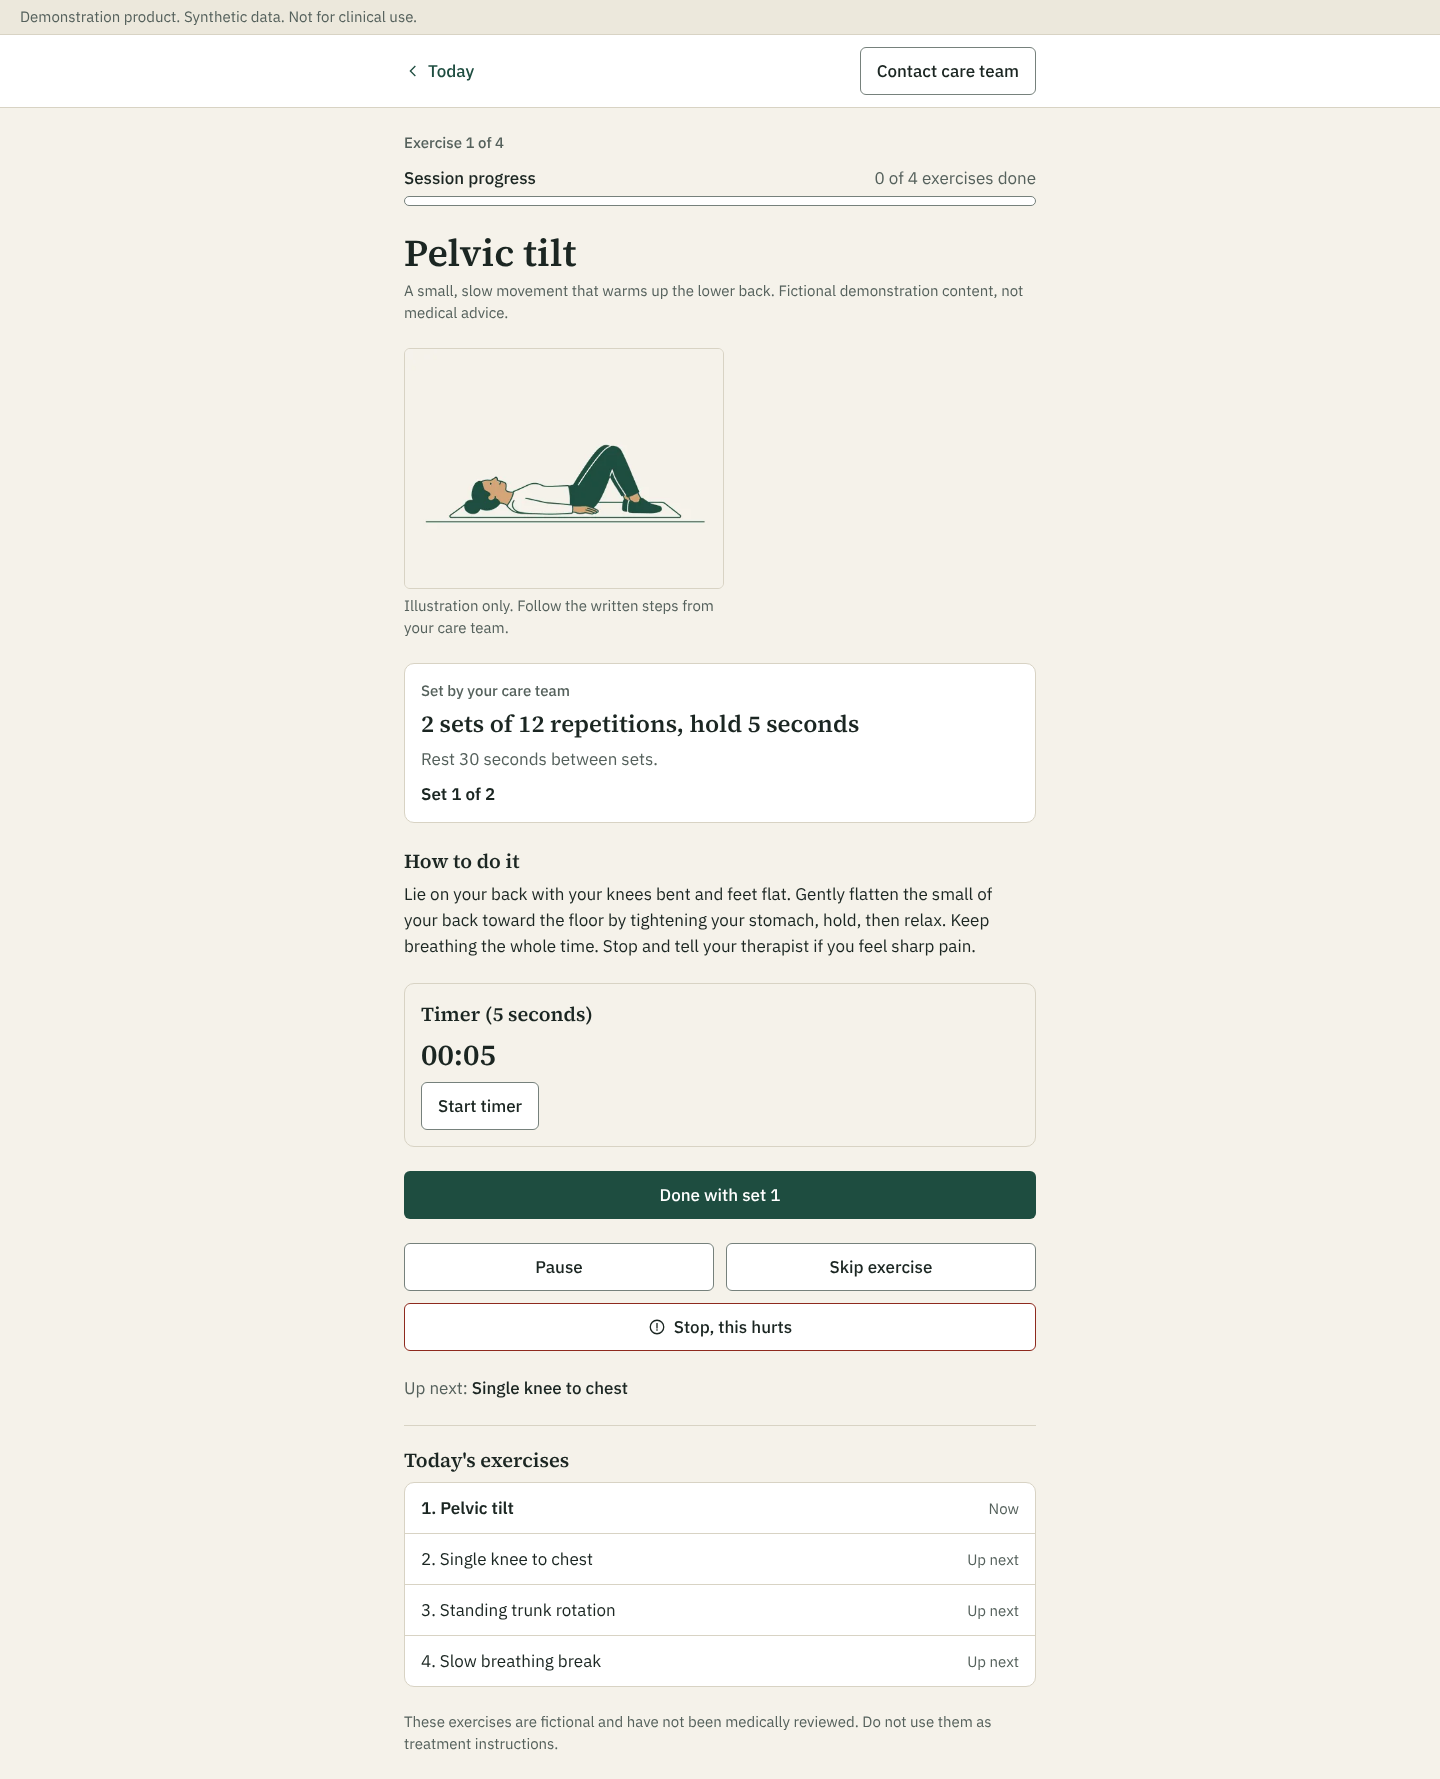 Demonstration product. Synthetic data. Not for clinical use.
Today
Contact care team
Exercise 1 of 4
Session progress
0 of 4 exercises done
Pelvic tilt
A small, slow movement that warms up the lower back. Fictional demonstration content, not
medical advice.
Illustration only. Follow the written steps from
your care team.
Set by your care team
2 sets of 12 repetitions, hold 5 seconds
Rest 30 seconds between sets.
Set 1 of 2
How to do it
Lie on your back with your knees bent and feet flat. Gently flatten the small of
your back toward the floor by tightening your stomach, hold, then relax. Keep
breathing the whole time. Stop and tell your therapist if you feel sharp pain.
Timer (5 seconds)
00:05
Start timer
Done with set 1
Pause
Skip exercise
Stop, this hurts
Up next: Single knee to chest
Today's exercises
1. Pelvic tilt
Now
2. Single knee to chest
Up next
3. Standing trunk rotation
Up next
4. Slow breathing break
Up next
These exercises are fictional and have not been medically reviewed. Do not use them as
treatment instructions.